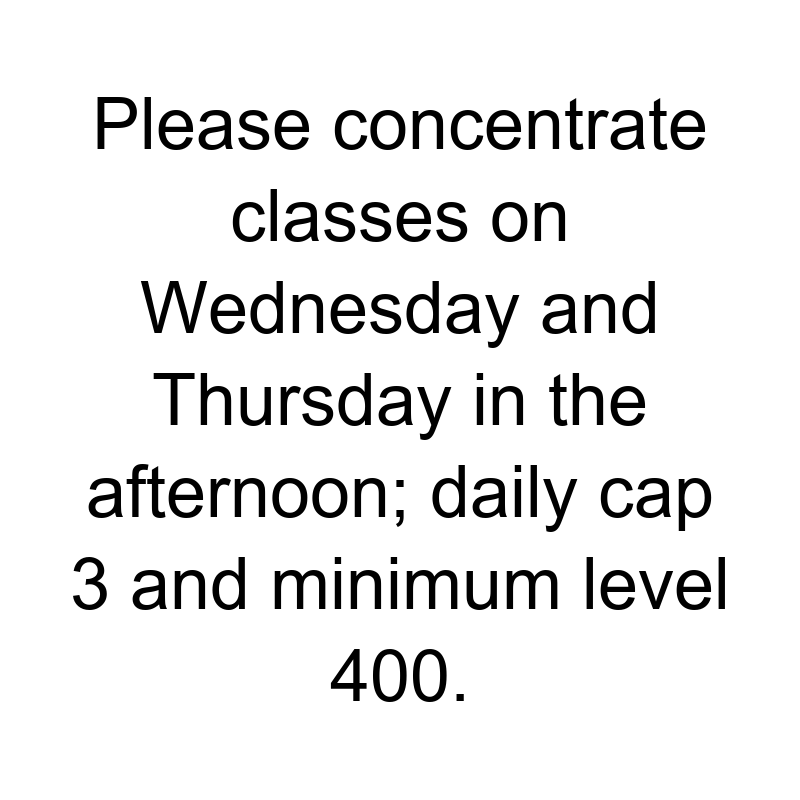 Please concentrate
classes on
Wednesday and
Thursday in the
afternoon; daily cap
3 and minimum level
400.